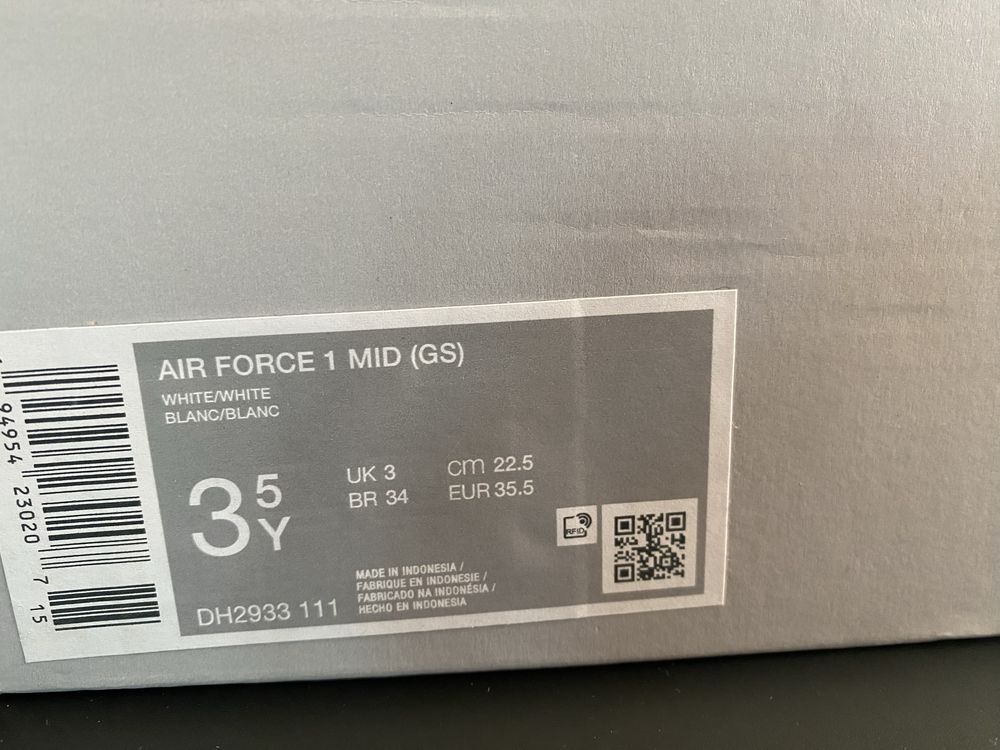 AIR FORCE 1 MID (GS)
WHITE/WHITE
BLANC/BLANC
3 5 Y
UK 3 cm 22.5
BR 34 EUR 35.5
RFID
MADE IN INDONESIA /
FABRIQUE EN INDONESIE /
FABRICADO NA INDONÉSIA /
HECHO EN INDONESIA
DH2933 111
94954 23020 7 15